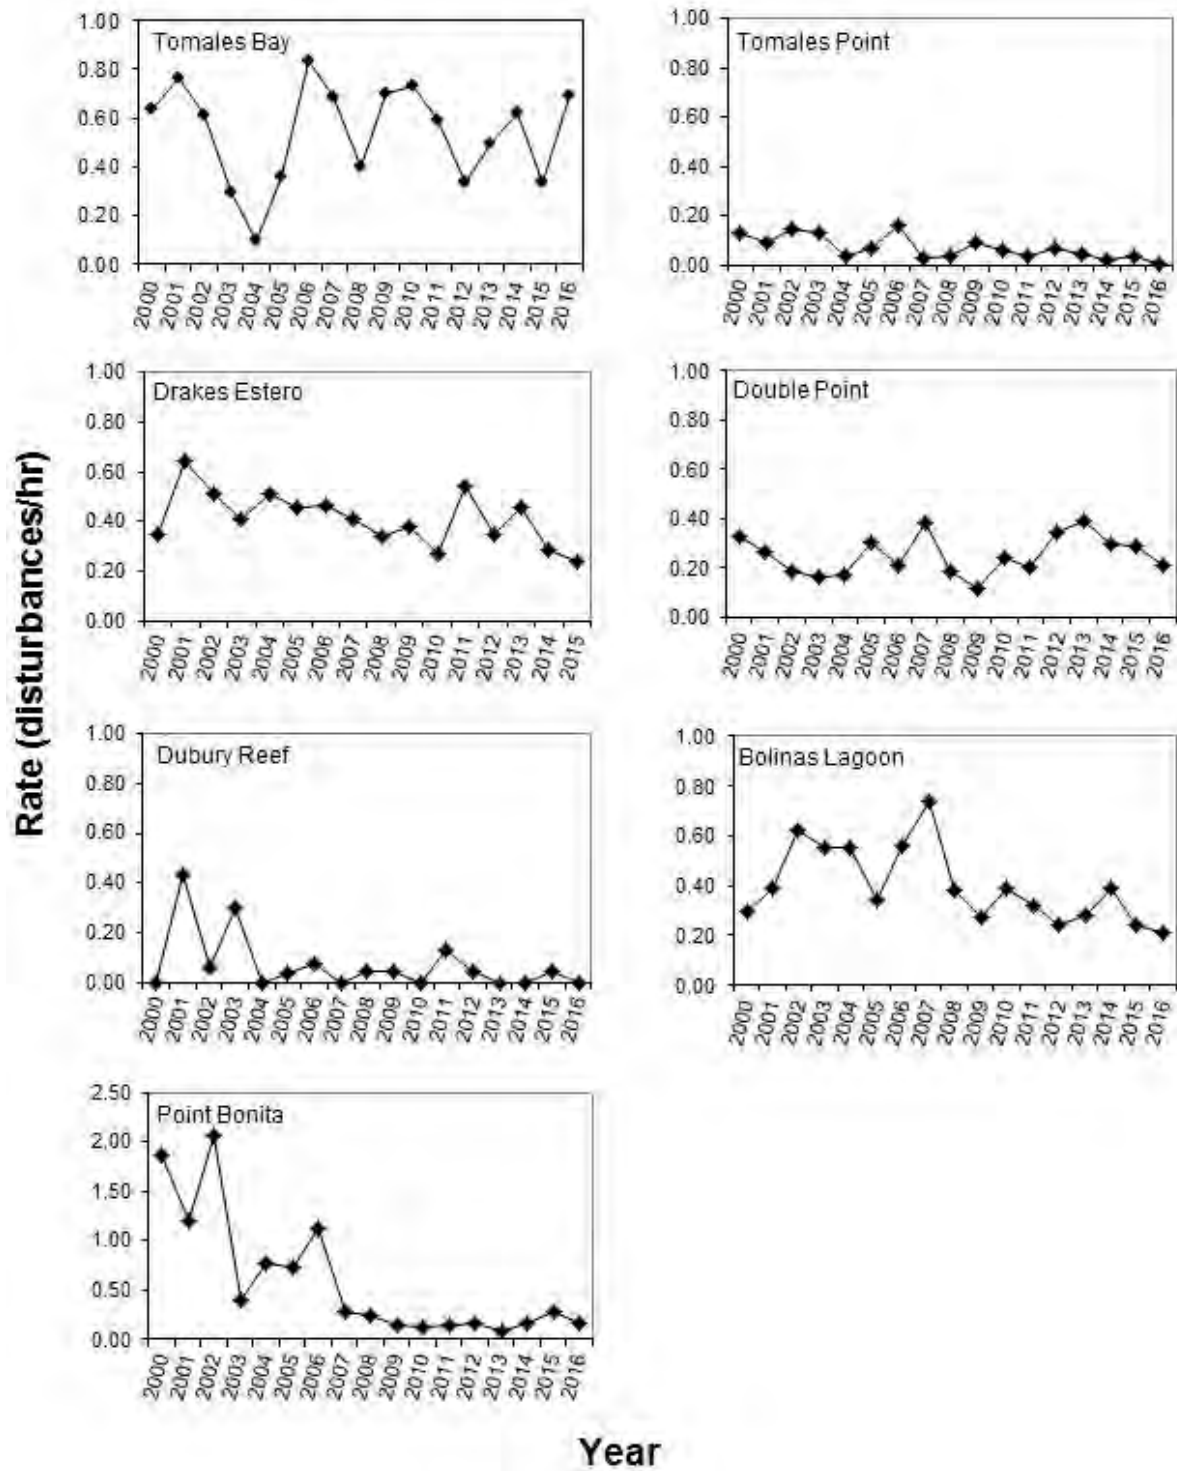 Rate (disturbances/hr)
Tomales Bay
1.00
0.80
0.60
0.40
0.20
0.00
2000 2001 2002 2003 2004 2005 2006 2007 2008 2009 2010 2011 2012 2013 2014 2015 2016
Tomales Point
1.00
0.80
0.60
0.40
0.20
0.00
2000 2001 2002 2003 2004 2005 2006 2007 2008 2009 2010 2011 2012 2013 2014 2015 2016
Drakes Estero
1.00
0.80
0.60
0.40
0.20
0.00
2000 2001 2002 2003 2004 2005 2006 2007 2008 2009 2010 2011 2012 2013 2014 2015
Double Point
1.00
0.80
0.60
0.40
0.20
0.00
2000 2001 2002 2003 2004 2005 2006 2007 2008 2009 2010 2011 2012 2013 2014 2015 2016
Dubury Reef
1.00
0.80
0.60
0.40
0.20
0.00
2000 2001 2002 2003 2004 2005 2006 2007 2008 2009 2010 2011 2012 2013 2014 2015 2016
Bolinas Lagoon
1.00
0.80
0.60
0.40
0.20
0.00
2000 2001 2002 2003 2004 2005 2006 2007 2008 2009 2010 2011 2012 2013 2014 2015 2016
Point Bonita
2.50
2.00
1.50
1.00
0.50
0.00
2000 2001 2002 2003 2004 2005 2006 2007 2008 2009 2010 2011 2012 2013 2014 2015 2016
Year